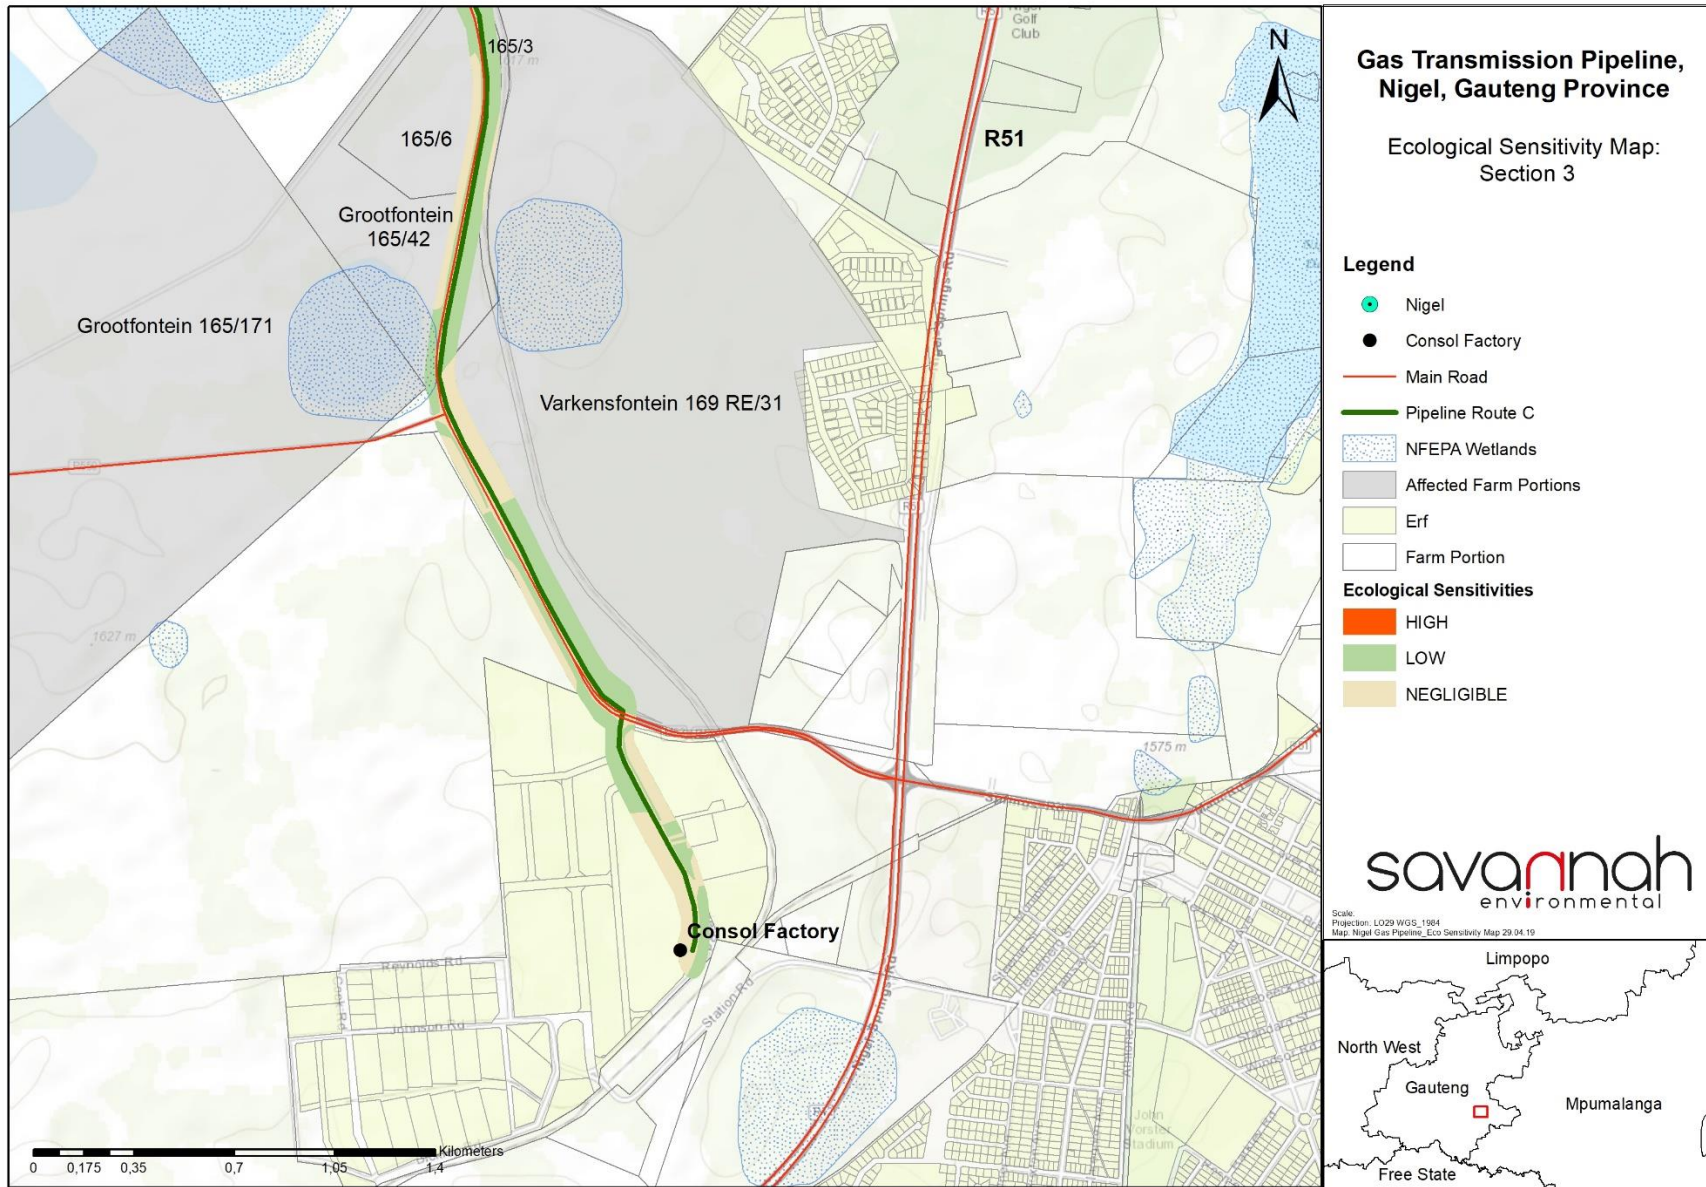 Gas Transmission Pipeline,
Nigel, Gauteng Province
Ecological Sensitivity Map:
Section 3
N
Legend
Nigel
Consol Factory
Main Road
Pipeline Route C
NFEPA Wetlands
Affected Farm Portions
Erf
Farm Portion
Ecological Sensitivities
HIGH
LOW
NEGLIGIBLE
savannah
environmental
Scale:
Projection: LO29 WGS_1984
Map: Nigel Gas Pipeline_Eco Sensitivity Map 29.04.19
Limpopo
North West
Gauteng
Mpumalanga
Free State
165/3
Golf
Club
165/6
R51
Grootfontein
165/42
Grootfontein 165/171
Varkensfontein 169 RE/31
1627 m
1575 m
Consol Factory
Reynolds Rd
Johnson Rd
Station Rd
Nigel-Springs Rd
John
Vorster
Stadium
Kilometers
0 0,175 0,35 0,7 1,05 1,4